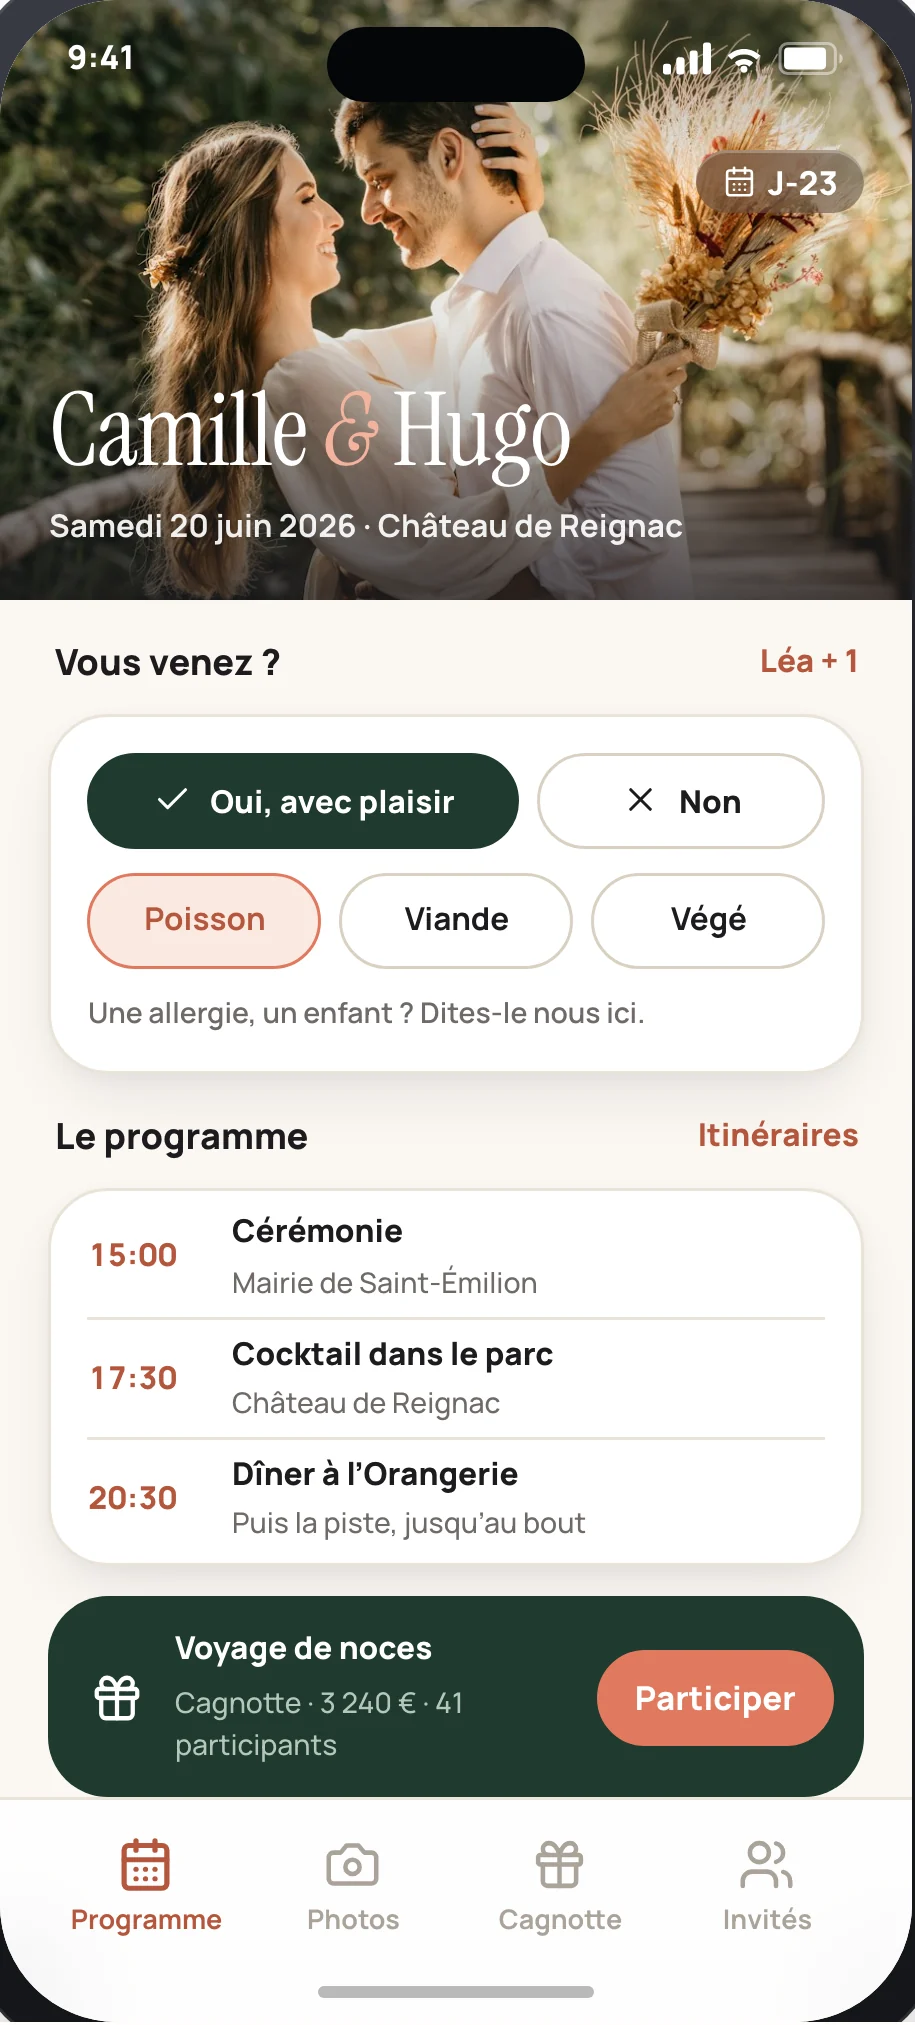 9:41
J-23
Camille & Hugo
Samedi 20 juin 2026 · Château de Reignac
Vous venez ?
Léa + 1
Oui, avec plaisir
Non
Poisson
Viande
Végé
Une allergie, un enfant ? Dites-le nous ici.
Le programme
Itinéraires
15:00
Cérémonie
Mairie de Saint-Émilion
17:30
Cocktail dans le parc
Château de Reignac
20:30
Dîner à l’Orangerie
Puis la piste, jusqu’au bout
Voyage de noces
Cagnotte · 3 240 € · 41
participants
Participer
Programme
Photos
Cagnotte
Invités